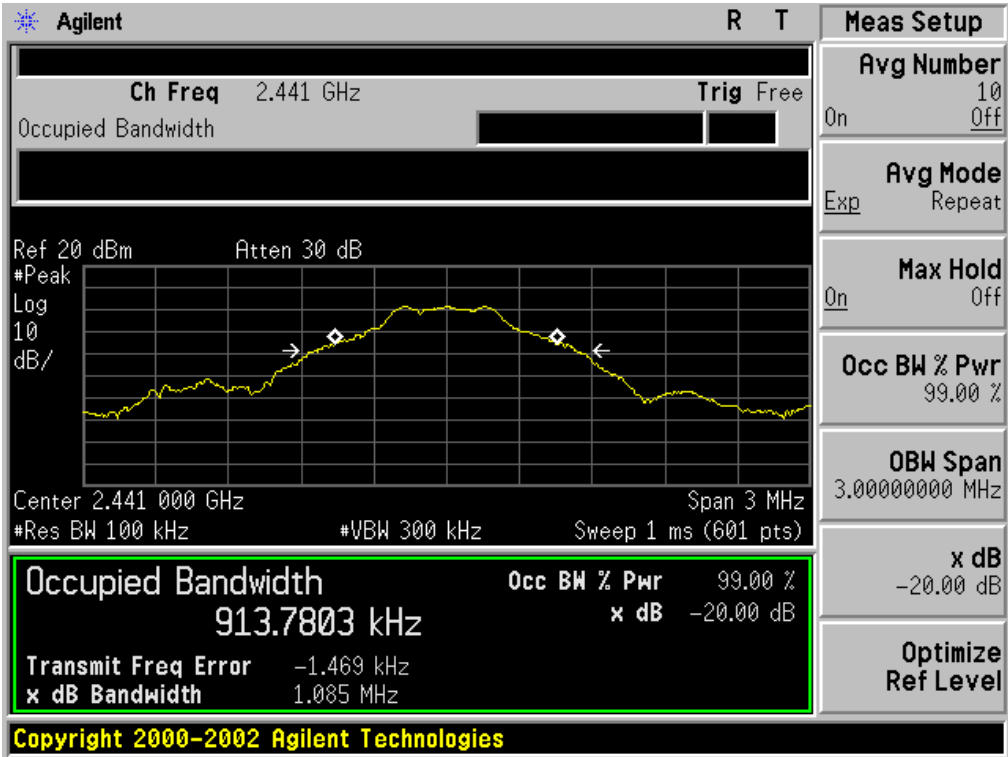 Agilent R T
Ch Freq 2.441 GHz Trig Free
Occupied Bandwidth
Ref 20 dBm Atten 30 dB
#Peak
Log
10
dB/
Center 2.441 000 GHz Span 3 MHz
#Res BW 100 kHz #VBW 300 kHz Sweep 1 ms (601 pts)
Occupied Bandwidth
913.7803 kHz
Occ BW % Pwr 99.00 %
x dB -20.00 dB
Transmit Freq Error -1.469 kHz
x dB Bandwidth 1.085 MHz
Copyright 2000-2002 Agilent Technologies
Meas Setup
Avg Number
10
On Off
Avg Mode
Exp Repeat
Max Hold
On Off
Occ BW % Pwr
99.00 %
OBW Span
3.00000000 MHz
x dB
-20.00 dB
Optimize
Ref Level